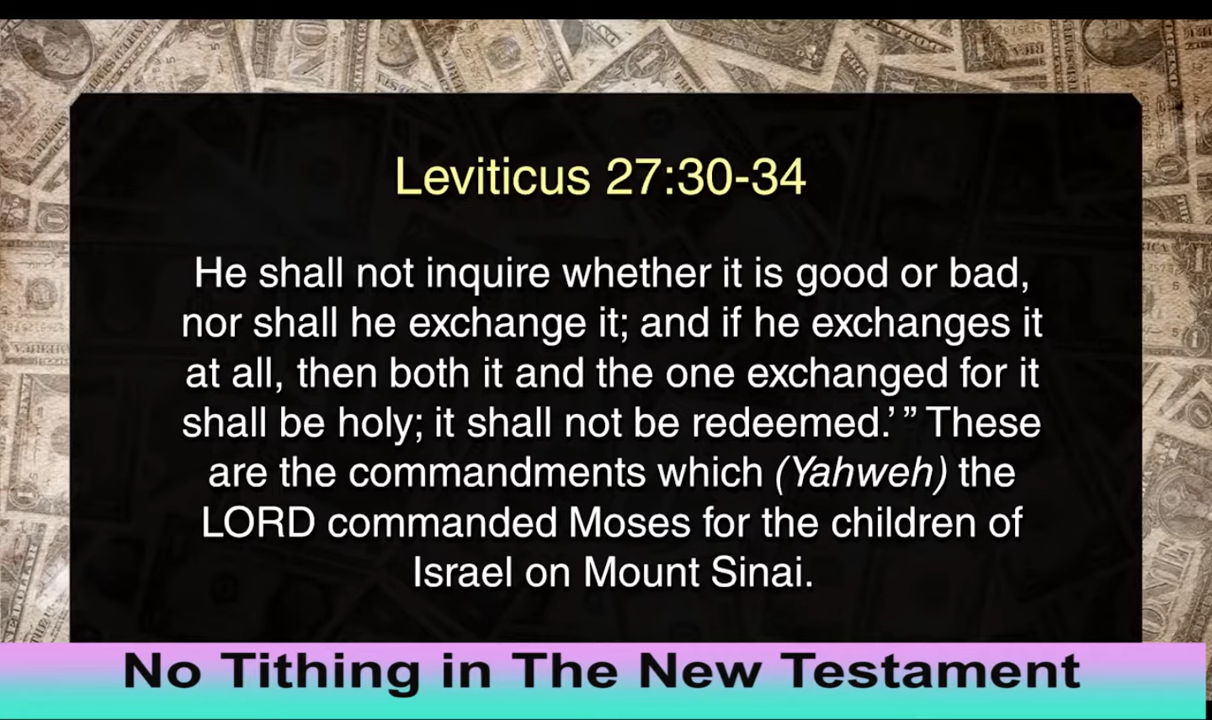 Leviticus 27:30-34
He shall not inquire whether it is good or bad,
nor shall he exchange it; and if he exchanges it
at all, then both it and the one exchanged for it
shall be holy; it shall not be redeemed.’ ” These
are the commandments which (Yahweh) the
LORD commanded Moses for the children of
Israel on Mount Sinai.
No Tithing in The New Testament